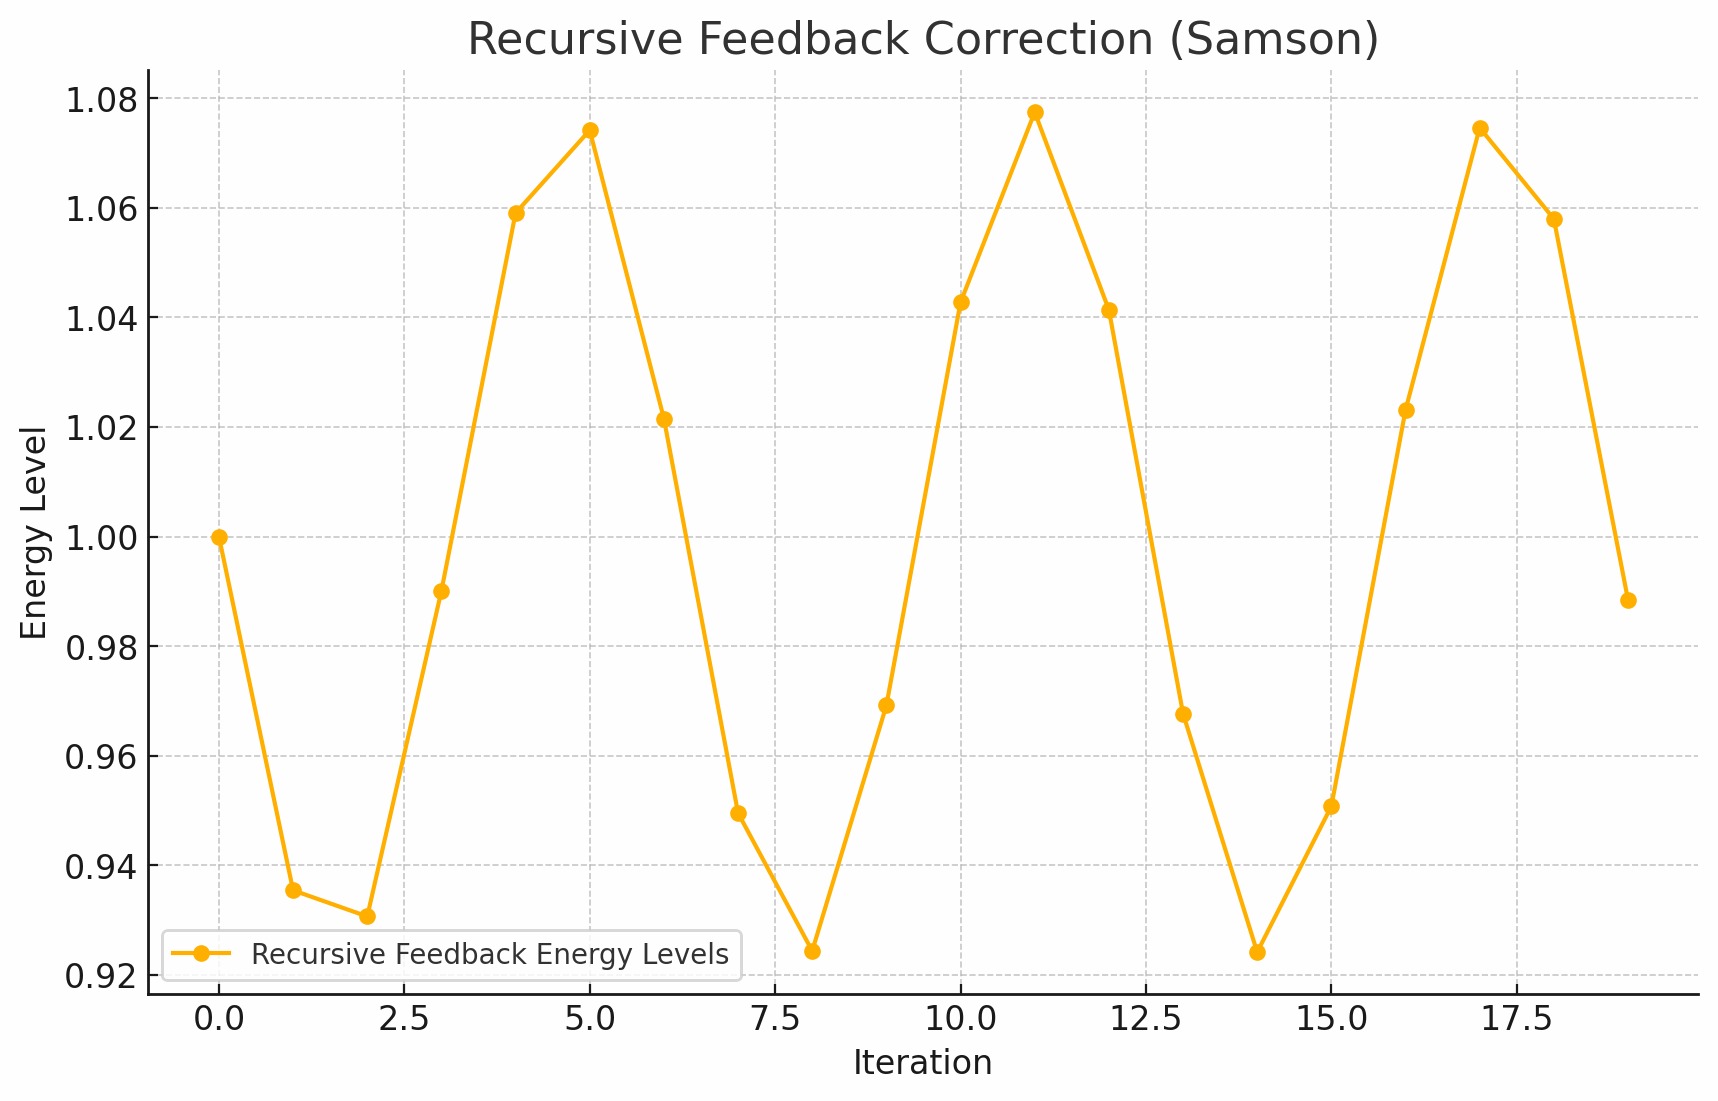 Recursive Feedback Correction (Samson)
1.08
1.06
1.04
1.02
1.00
0.98
0.96
0.94
0.92
Energy Level
Recursive Feedback Energy Levels
0.0 2.5 5.0 7.5 10.0 12.5 15.0 17.5
Iteration